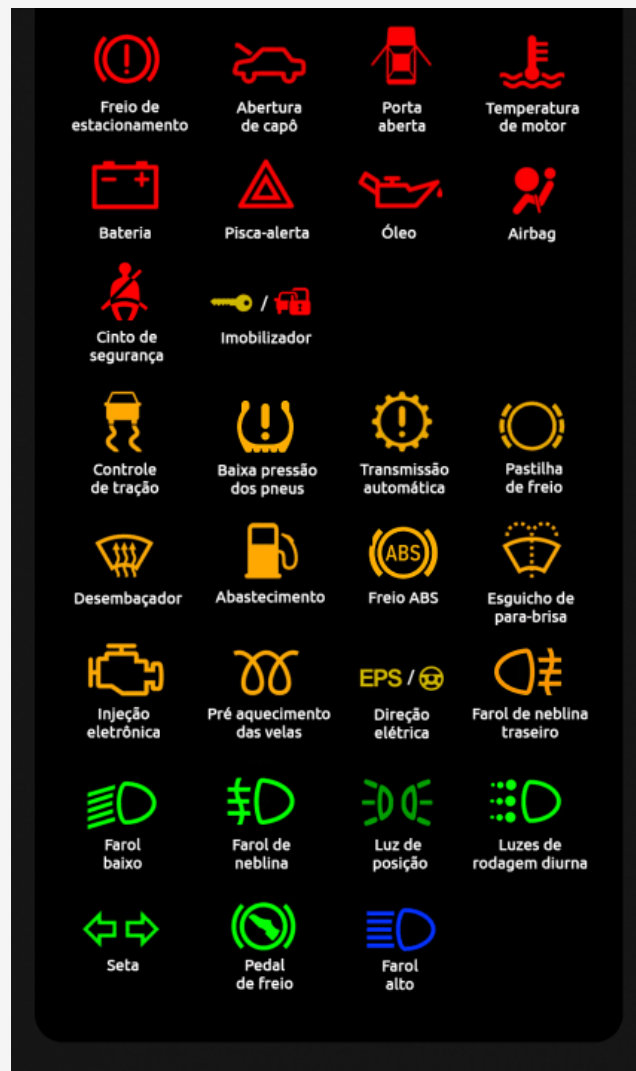 Freio de
estacionamento
Abertura
de capô
Porta
aberta
Temperatura
de motor
Bateria
Pisca-alerta
Óleo
Airbag
Cinto de
segurança
/
Imobilizador
Controle
de tração
Baixa pressão
dos pneus
Transmissão
automática
Pastilha
de freio
Desembaçador
Abastecimento
ABS
Freio ABS
Esguicho de
para-brisa
Injeção
eletrônica
Pré aquecimento
das velas
EPS /
Direção
elétrica
Farol de neblina
traseiro
Farol
baixo
Farol de
neblina
Luz de
posição
Luzes de
rodagem diurna
Seta
Pedal
de freio
Farol
alto